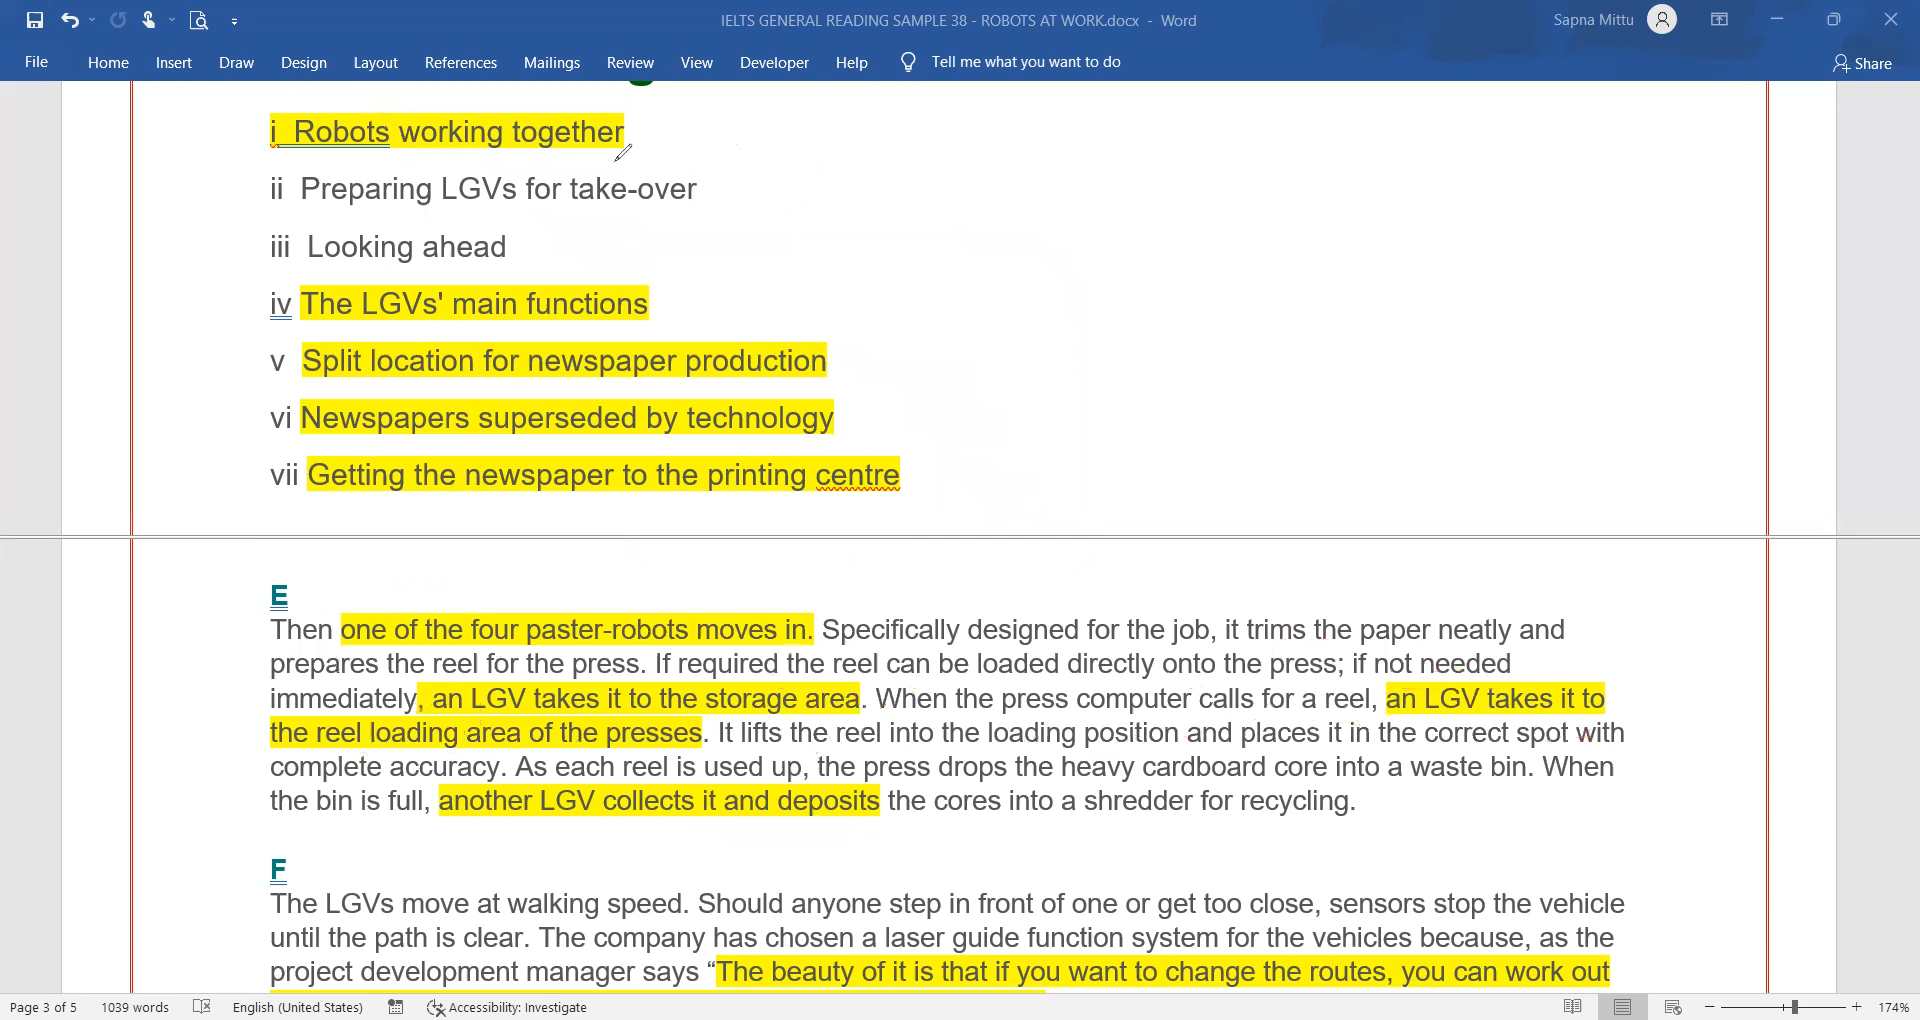 IELTS GENERAL READING SAMPLE 38 - ROBOTS AT WORK.docx - Word
Sapna Mittu
File Home Insert Draw Design Layout References Mailings Review View Developer Help Tell me what you want to do Share
i Robots working together
ii Preparing LGVs for take-over
iii Looking ahead
iv The LGVs' main functions
v Split location for newspaper production
vi Newspapers superseded by technology
vii Getting the newspaper to the printing centre
E
Then one of the four paster-robots moves in. Specifically designed for the job, it trims the paper neatly and
prepares the reel for the press. If required the reel can be loaded directly onto the press; if not needed
immediately, an LGV takes it to the storage area. When the press computer calls for a reel, an LGV takes it to
the reel loading area of the presses. It lifts the reel into the loading position and places it in the correct spot with
complete accuracy. As each reel is used up, the press drops the heavy cardboard core into a waste bin. When
the bin is full, another LGV collects it and deposits the cores into a shredder for recycling.
F
The LGVs move at walking speed. Should anyone step in front of one or get too close, sensors stop the vehicle
until the path is clear. The company has chosen a laser guide function system for the vehicles because, as the
project development manager says “The beauty of it is that if you want to change the routes, you can work out
Page 3 of 5 1039 words English (United States) Accessibility: Investigate 174%